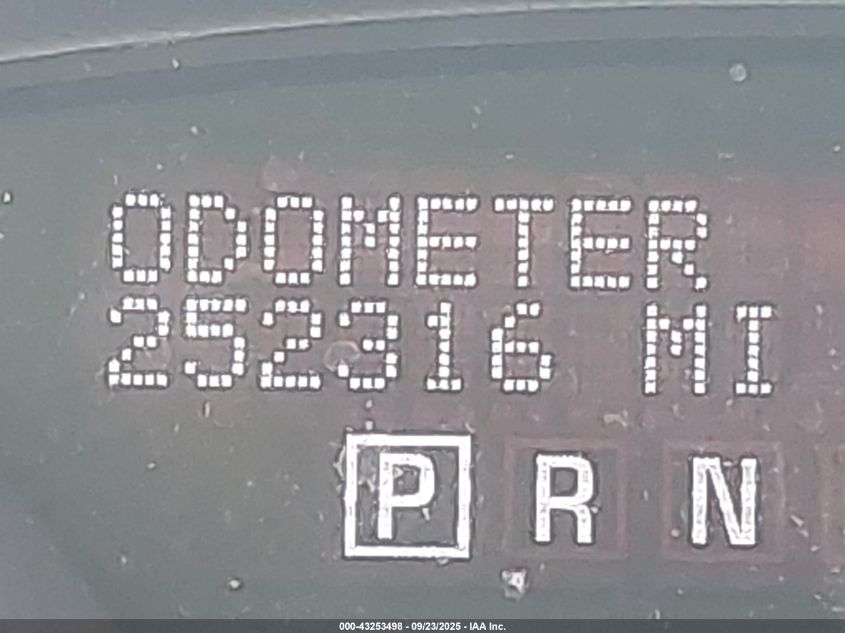 ODOMETER
252316 MI
P R N
000-43253498 - 09/23/2025 - IAA Inc.